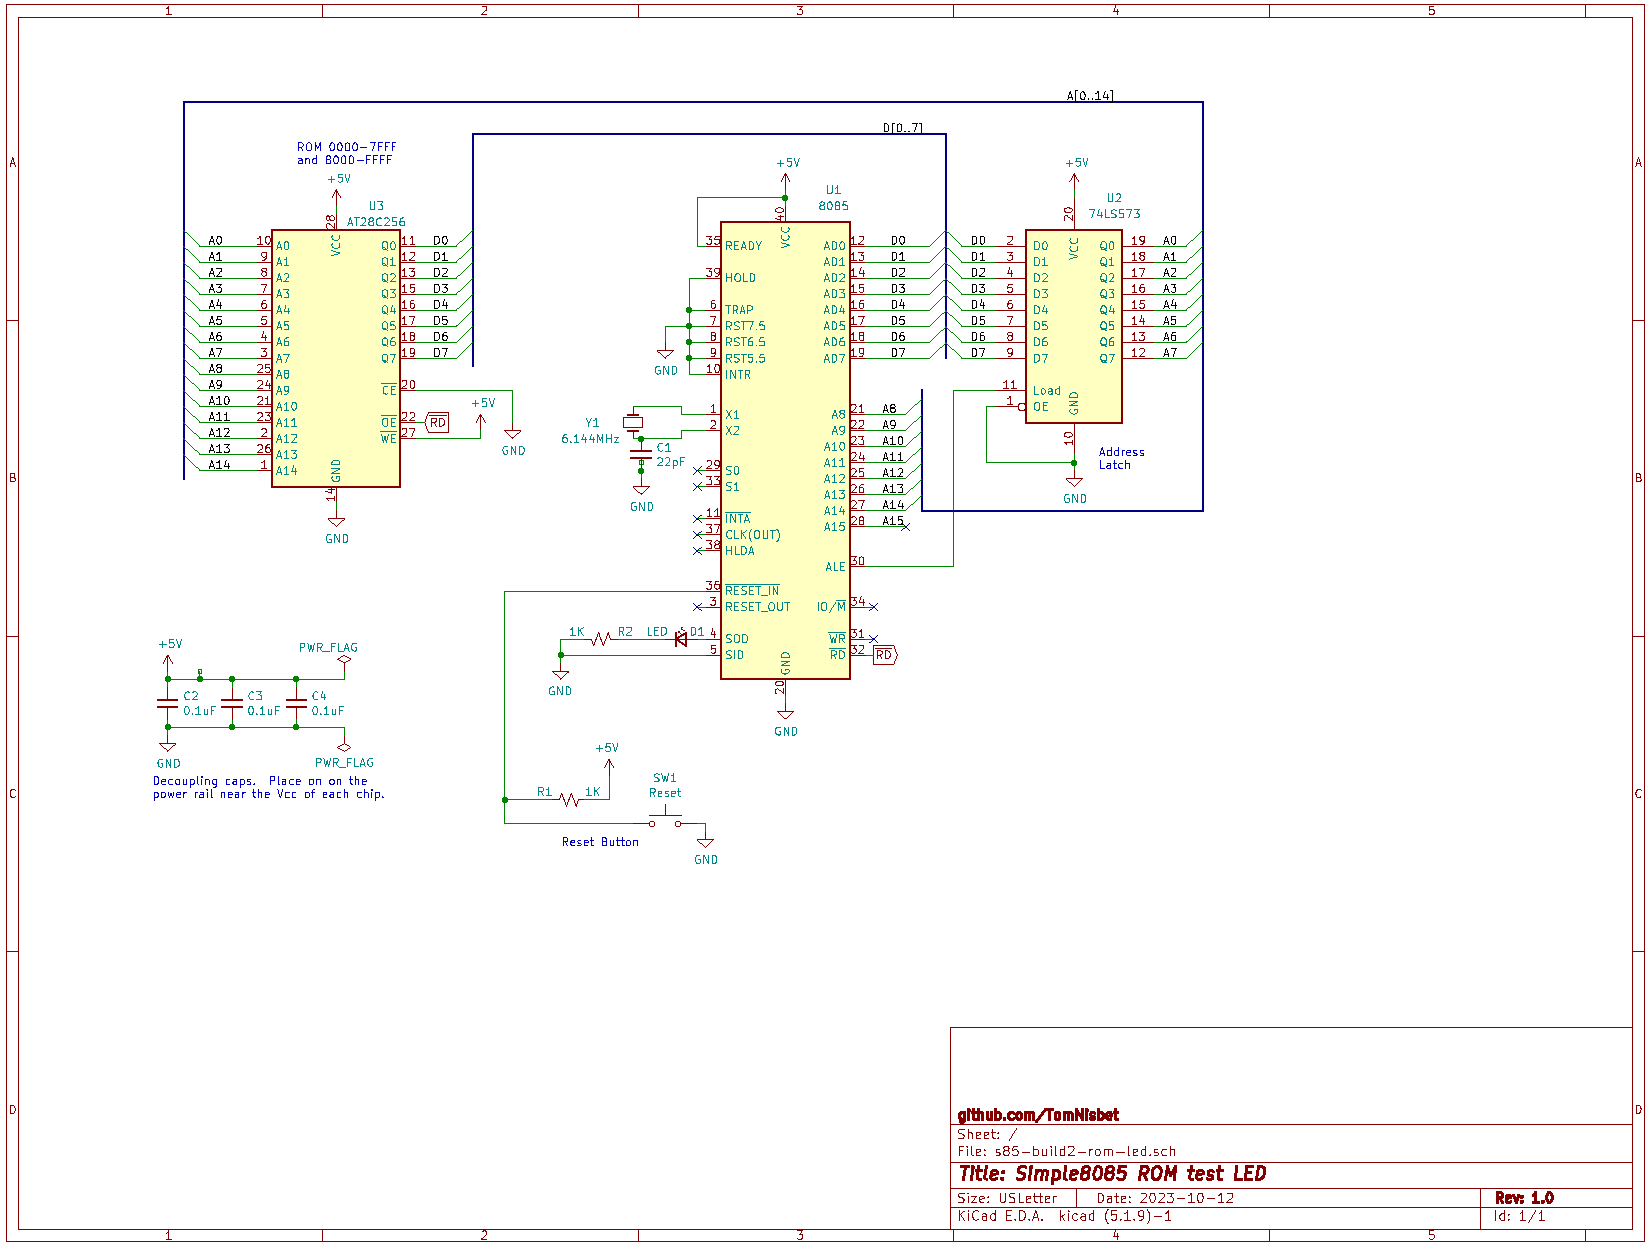 1 2 3 4 5
A[0..14]
D[0..7]
ROM 0000-7FFF
and 8000-FFFF
+5V
U3
AT28C256
28
VCC
A0 10 A0 Q0 11 D0
A1 9 A1 Q1 12 D1
A2 8 A2 Q2 13 D2
A3 7 A3 Q3 15 D3
A4 6 A4 Q4 16 D4
A5 5 A5 Q5 17 D5
A6 4 A6 Q6 18 D6
A7 3 A7 Q7 19 D7
A8 25 A8
A9 24 A9 CE 20
A10 21 A10
A11 23 A11 OE 22 RD
A12 2 A12 WE 27
A13 26 A13
A14 1 A14
GND
14
GND
+5V
GND
+5V
U1
8085
40
VCC
35 READY AD0 12 D0
AD1 13 D1
39 HOLD AD2 14 D2
AD3 15 D3
6 TRAP AD4 16 D4
7 RST7.5 AD5 17 D5
8 RST6.5 AD6 18 D6
9 RST5.5 AD7 19 D7
10 INTR
GND
1 X1 A8 21 A8
2 X2 A9 22 A9
A10 23 A10
A11 24 A11
29 S0 A12 25 A12
33 S1 A13 26 A13
A14 27 A14
11 INTA A15 28 A15
37 CLK(OUT)
38 HLDA
ALE 30
36 RESET_IN
3 RESET_OUT IO/M 34
4 SOD WR 31
5 SID RD 32 RD
GND
20
GND
Y1
6.144MHz
C1
22pF
GND
1K R2 LED D1
GND
+5V
U2
74LS573
20
VCC
D0 2 D0 Q0 19 A0
D1 3 D1 Q1 18 A1
D2 4 D2 Q2 17 A2
D3 5 D3 Q3 16 A3
D4 6 D4 Q4 15 A4
D5 7 D5 Q5 14 A5
D6 8 D6 Q6 13 A6
D7 9 D7 Q7 12 A7
11 Load
1 OE
GND
10
GND
Address
Latch
+5V
PWR_FLAG
C2
0.1uF
C3
0.1uF
C4
0.1uF
GND
PWR_FLAG
Decoupling caps. Place on on the
power rail near the Vcc of each chip.
+5V
R1 1K
SW1
Reset
Reset Button
GND
A A
B B
C C
D D
github.com/TomNisbet
Sheet: /
File: s85-build2-rom-led.sch
Title: Simple8085 ROM test LED
Size: USLetter Date: 2023-10-12 Rev: 1.0
KiCad E.D.A. kicad (5.1.9)-1 Id: 1/1
1 2 3 4 5